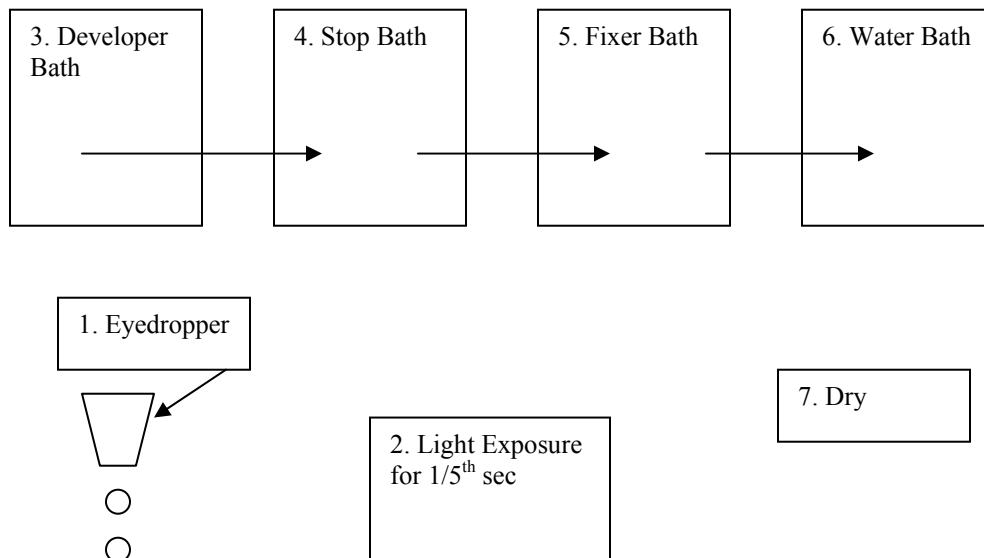 3. Developer
Bath
4. Stop Bath
5. Fixer Bath
6. Water Bath
1. Eyedropper
2. Light Exposure
for 1/5th sec
7. Dry